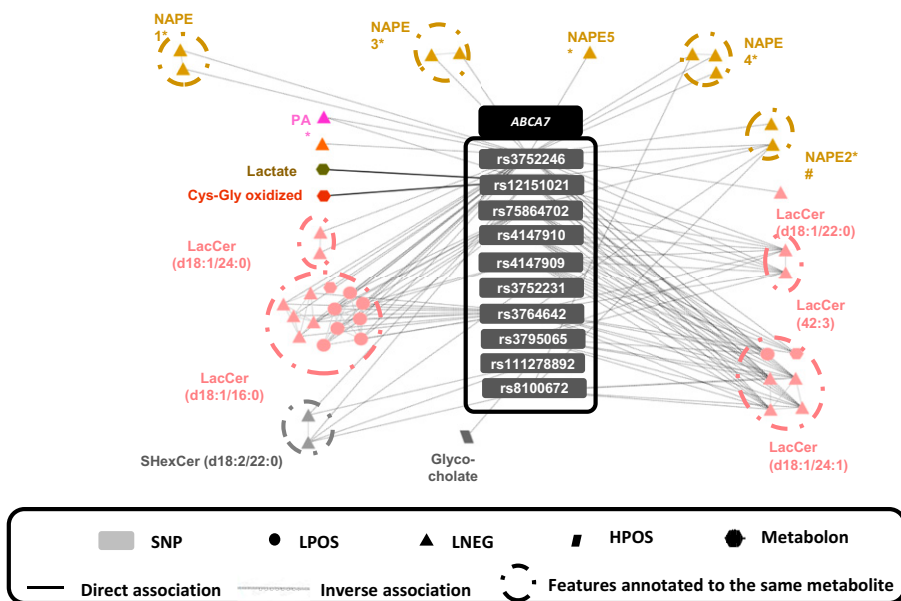 NAPE
1*
NAPE
3*
NAPE5
*
NAPE
4*
ABCA7
PA
*
NAPE2*
#
Lactate
Cys-Gly oxidized
rs3752246
rs12151021
rs75864702
rs4147910
rs4147909
rs3752231
rs3764642
rs3795065
rs111278892
rs8100672
LacCer
(d18:1/24:0)
LacCer
(d18:1/22:0)
LacCer
(42:3)
LacCer
(d18:1/16:0)
SHexCer (d18:2/22:0)
Glyco-
cholate
LacCer
(d18:1/24:1)
SNP
LPOS
LNEG
HPOS
Metabolon
Direct association
Inverse association
Features annotated to the same metabolite